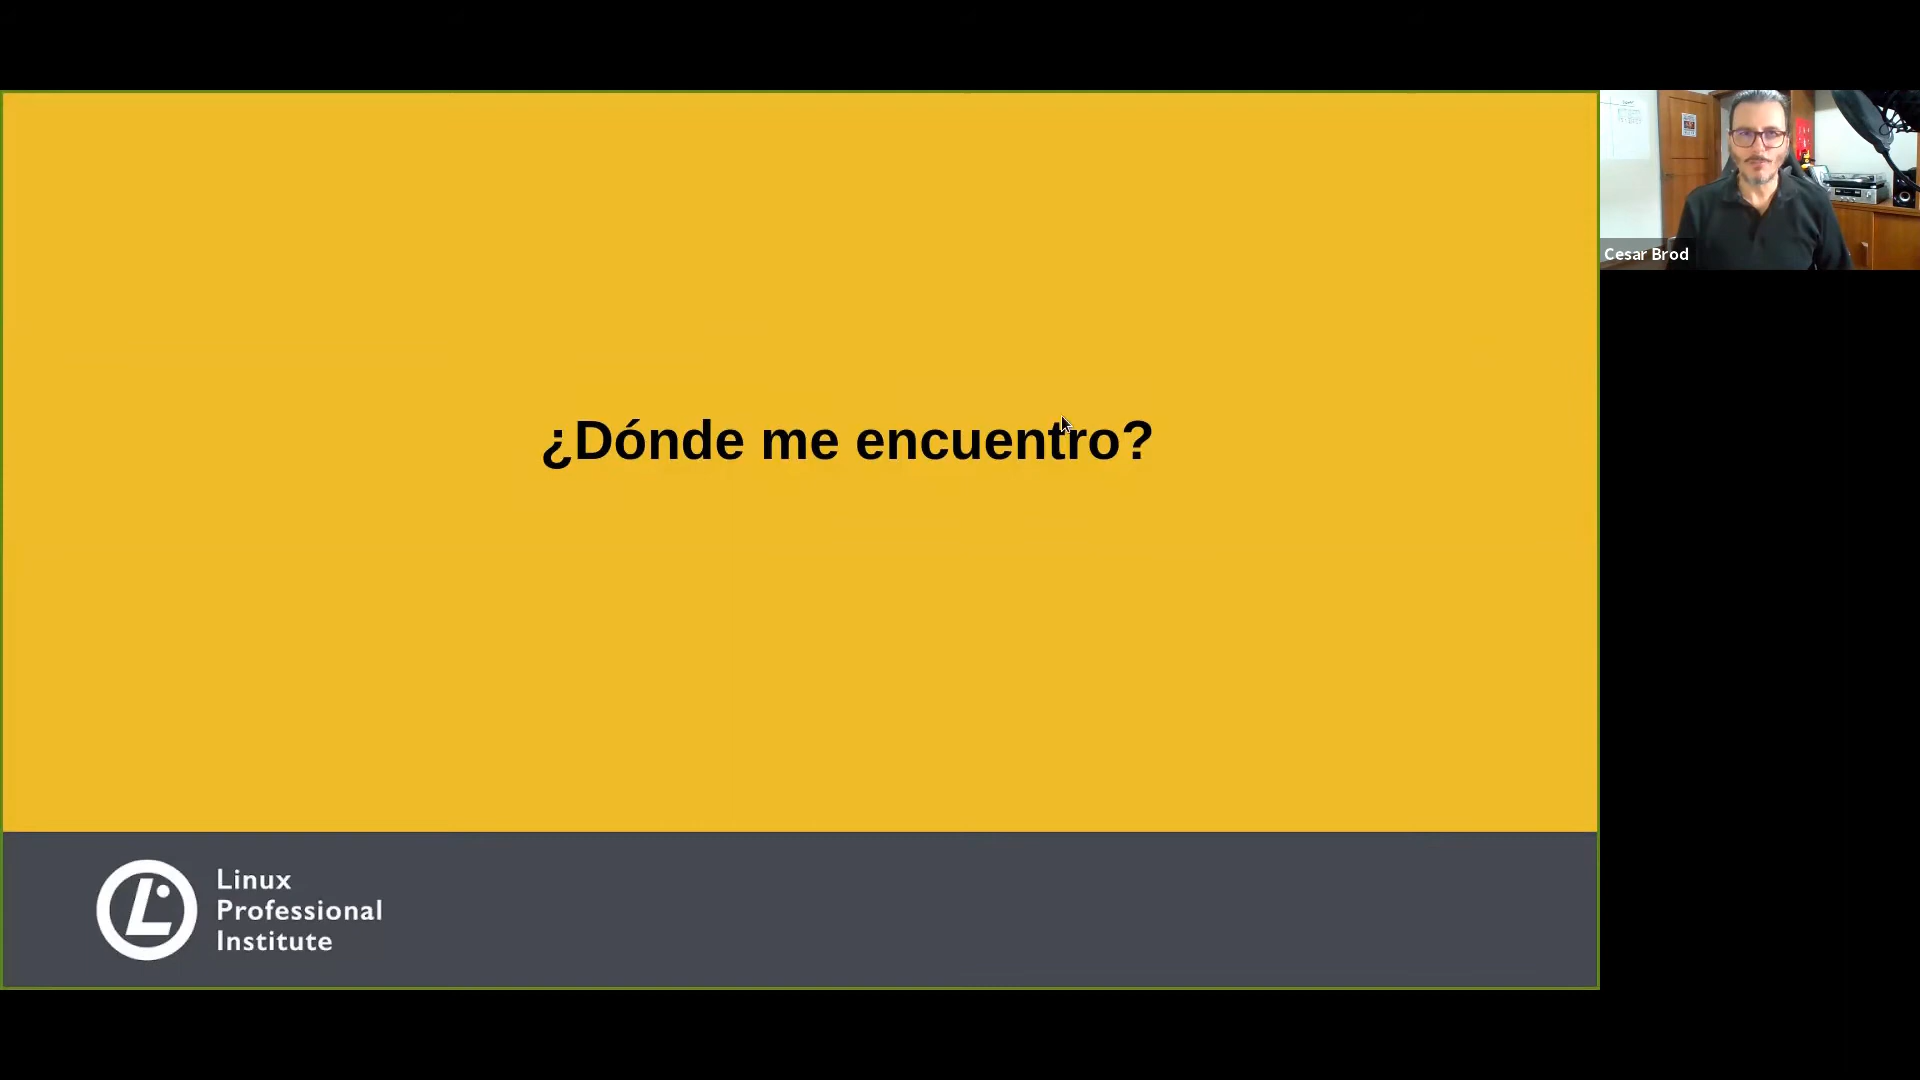 ¿Dónde me encuentro?
Cesar Brod
Linux
Professional
Institute